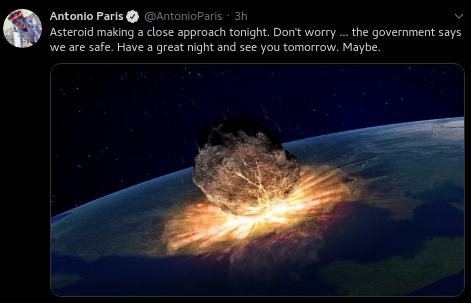 Antonio Paris @AntonioParis · 3h
Asteroid making a close approach tonight. Don't worry ... the government says
we are safe. Have a great night and see you tomorrow. Maybe.